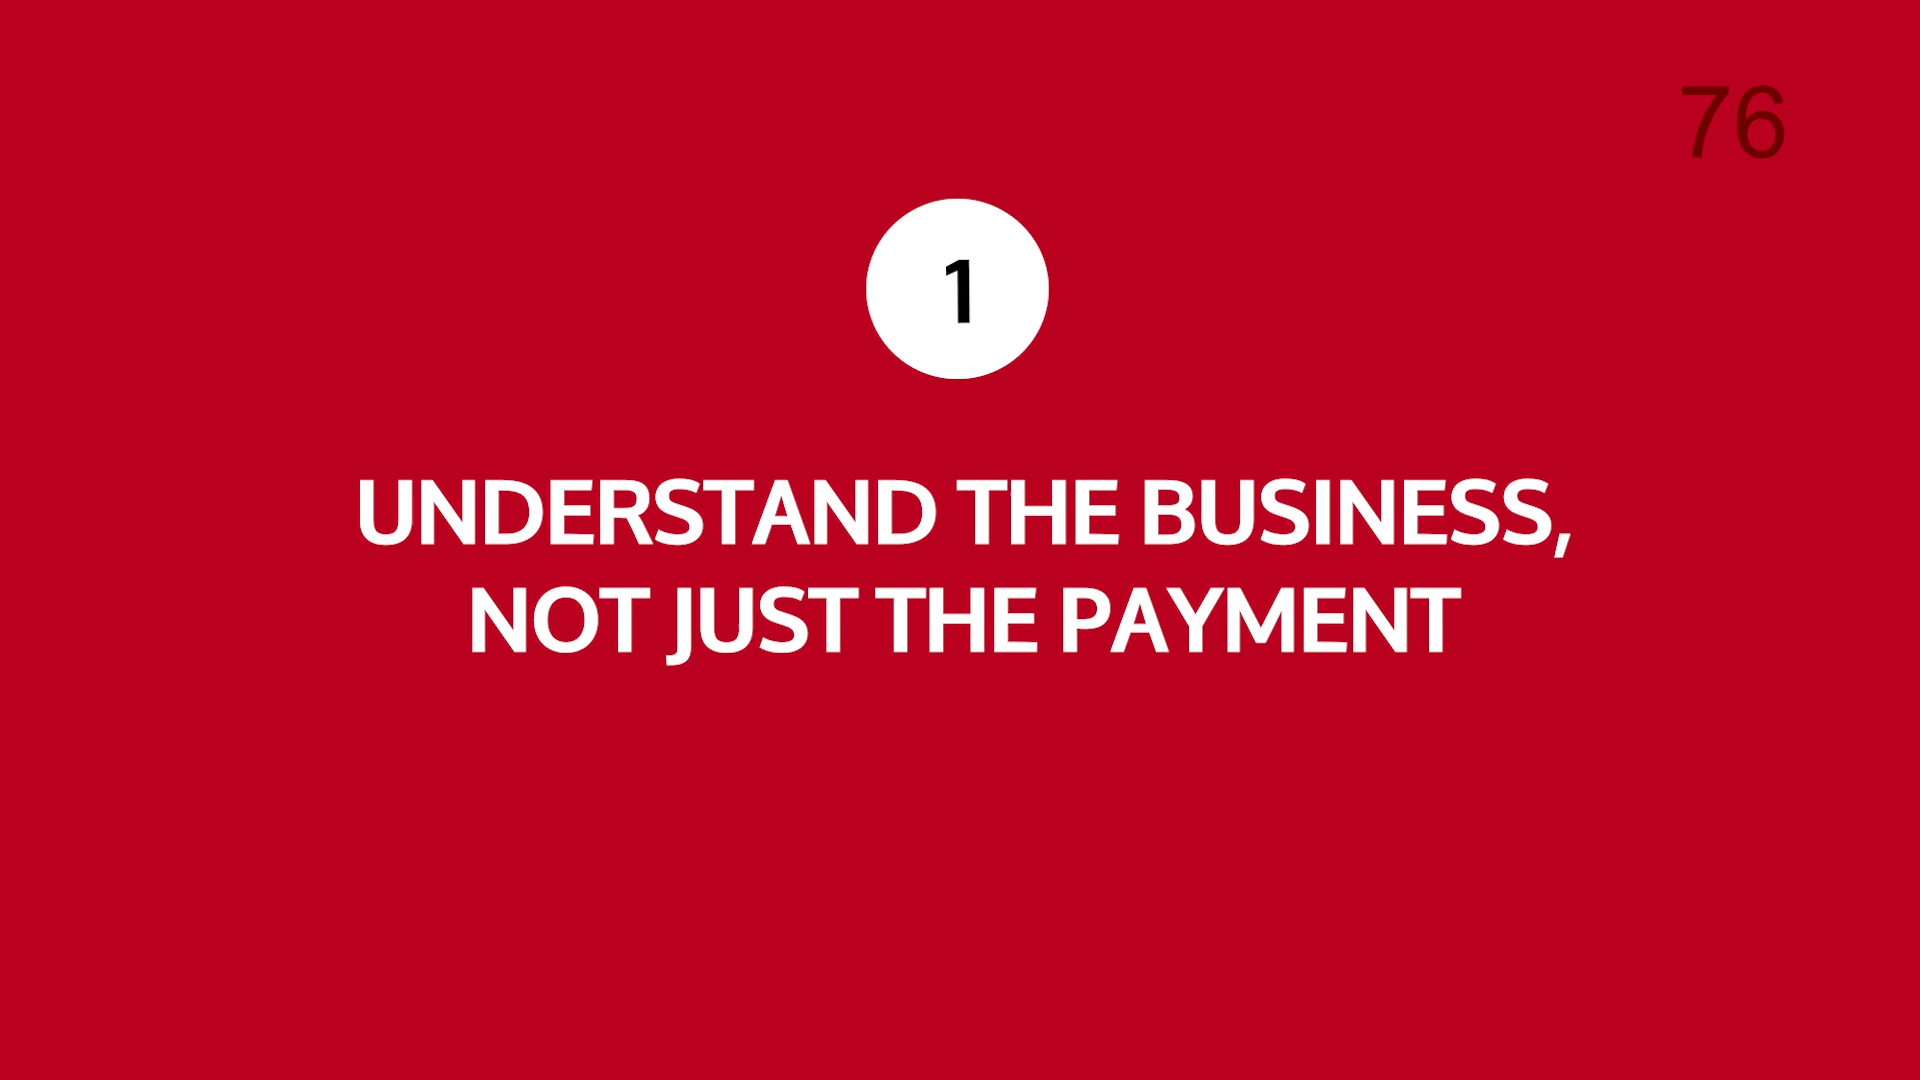 76
1
UNDERSTAND THE BUSINESS,
NOT JUST THE PAYMENT